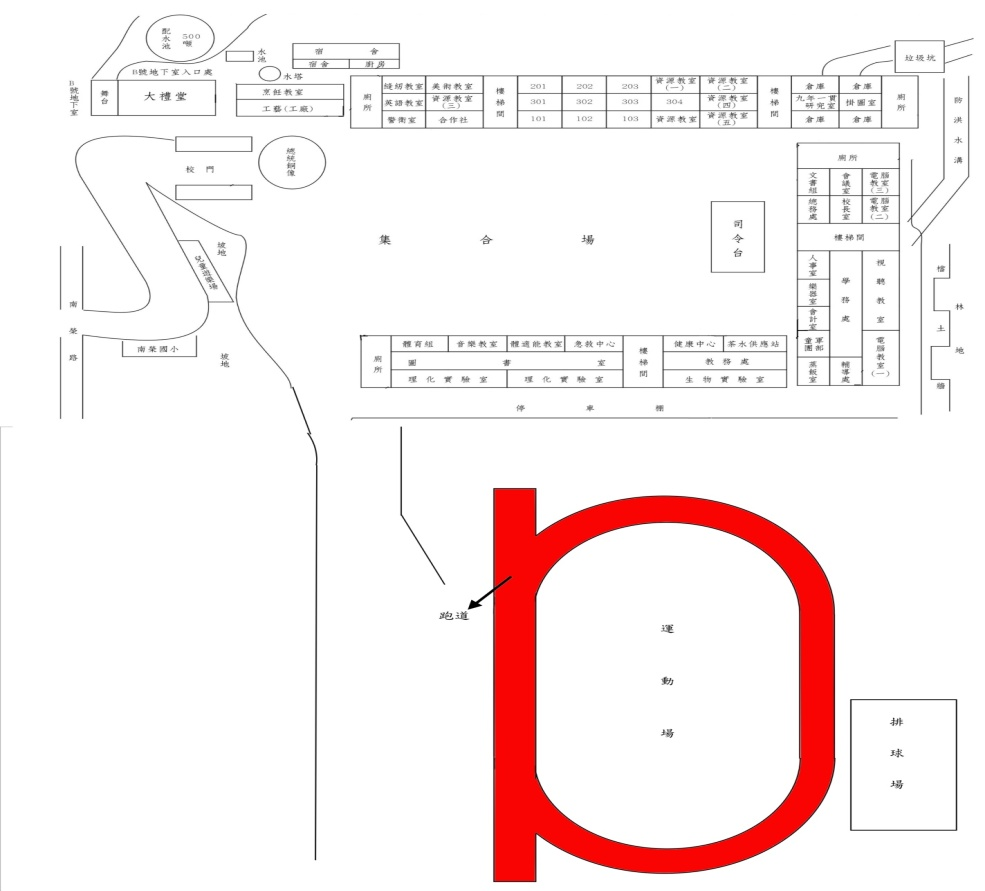 配水池 500噸
水池
水塔
B號地下室入口處
B號地下室
舞台
大禮堂
宿 舍
宿舍 廚房
烹飪教室
工藝(工廠)
廁所
縫紉教室 美術教室
英語教室 資源教室(三)
警衛室 合作社
樓梯間
201 202 203 資源教室(一) 資源教室(二)
301 302 303 304 資源教室(四)
101 102 103 資源教室 資源教室(五)
樓梯間
倉庫 倉庫
九年一貫研究室 掛圖室
倉庫 倉庫
廁所
垃圾坑
防洪水溝
校 門
總統銅像
集 合 場
司令台
廁所
文書組 會議室 電腦教室(三)
總務處 校長室 電腦教室(二)
樓梯間
人事室
樂器室
會計室
學務處
視聽教室
童軍團部
蒸飯室
輔導處
電腦教室(一)
坡地
兒童遊樂場
南榮路
南榮國小
坡地
林地
土牆
廁所
體育組 音樂教室 體適能教室 急救中心
圖 書 室
理化實驗室 理化實驗室
樓梯間
健康中心 茶水供應站
教務處
生物實驗室
停 車 棚
跑道
運動場
排球場